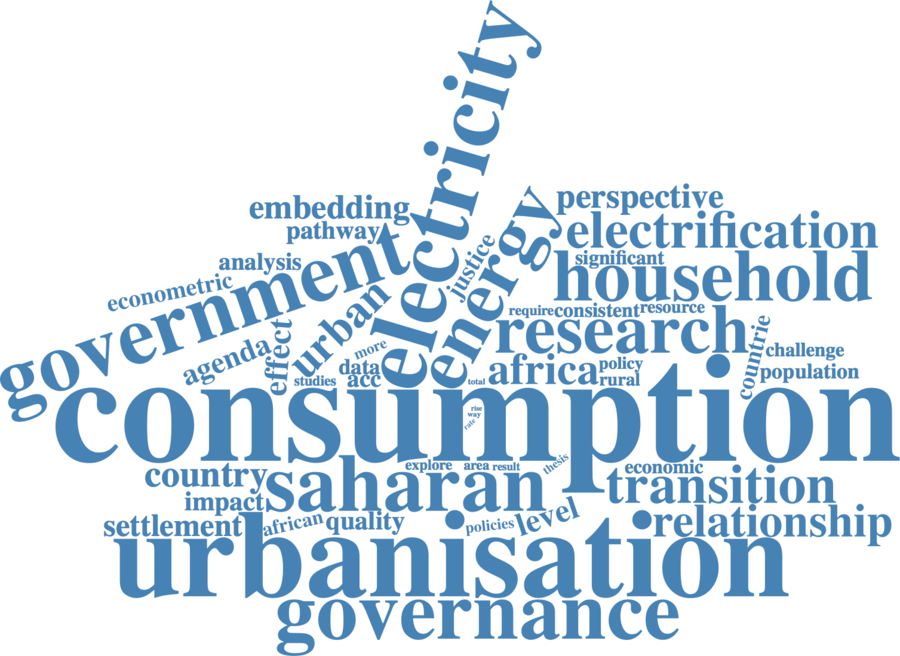 electricity
embedding
perspective
pathway
government
energy
electrification
justice
analysis
significant
household
econometric
urban
require
consistent
resource
research
agenda
effect
more
data
studies
acc
total
africa
policy
rural
countrie
challenge
population
consumption
rise
way
rate
country
saharan
explore
area
result
thesis
economic
transition
impact
settlement
african
quality
policies
level
relationship
urbanisation
governance